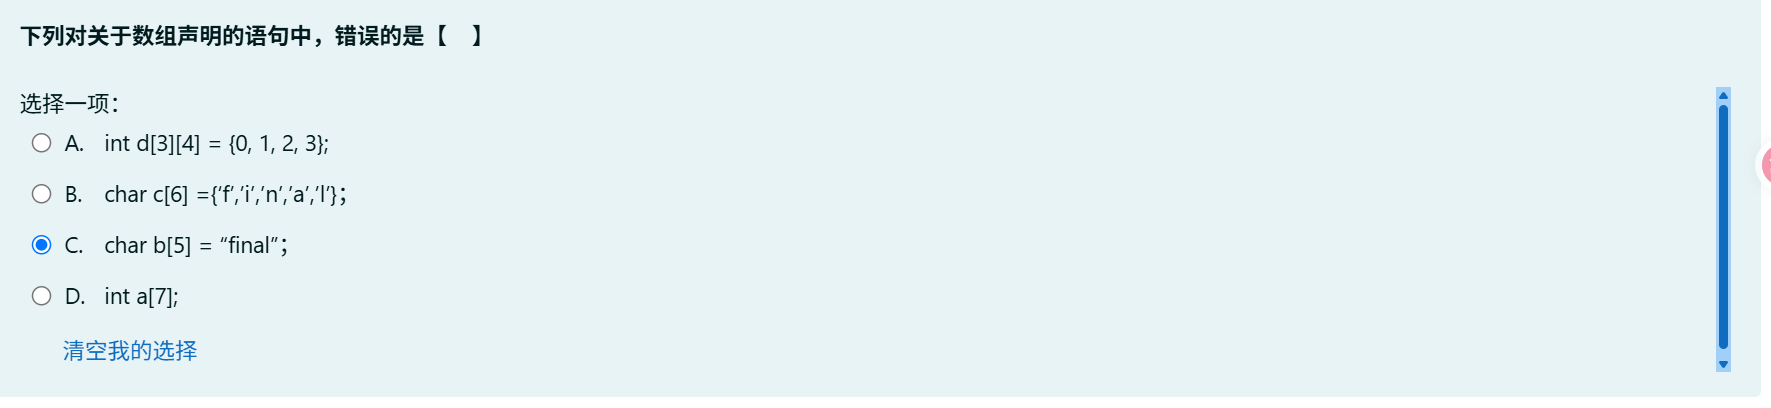 下列对关于数组声明的语句中，错误的是【    】
选择一项：
A. int d[3][4] = {0, 1, 2, 3};
B. char c[6] ={‘f’,‘i’,‘n’,‘a’,‘l’}；
C. char b[5] = “final”；
D. int a[7];
清空我的选择